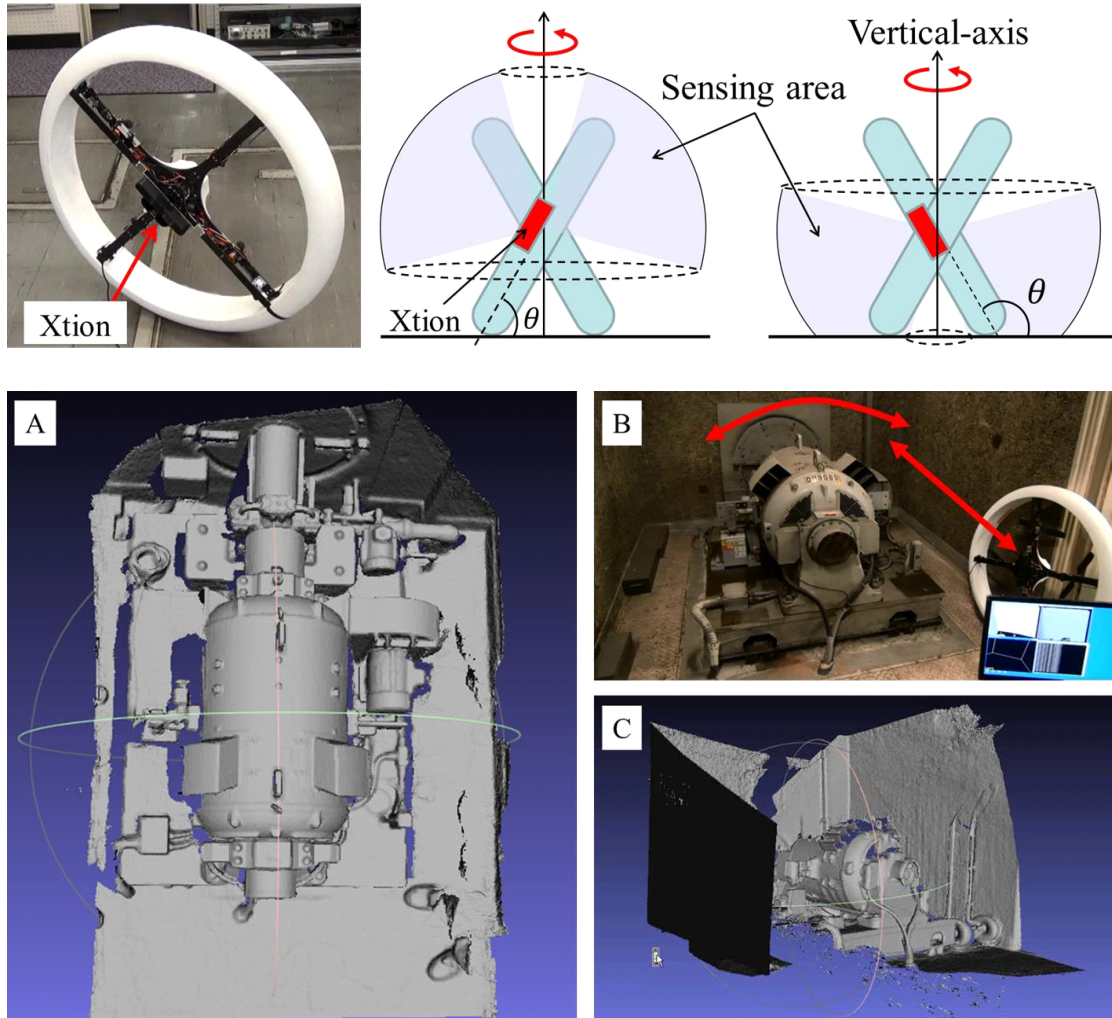 Xtion
Sensing area
Xtion
θ
Vertical-axis
θ
A
B
C